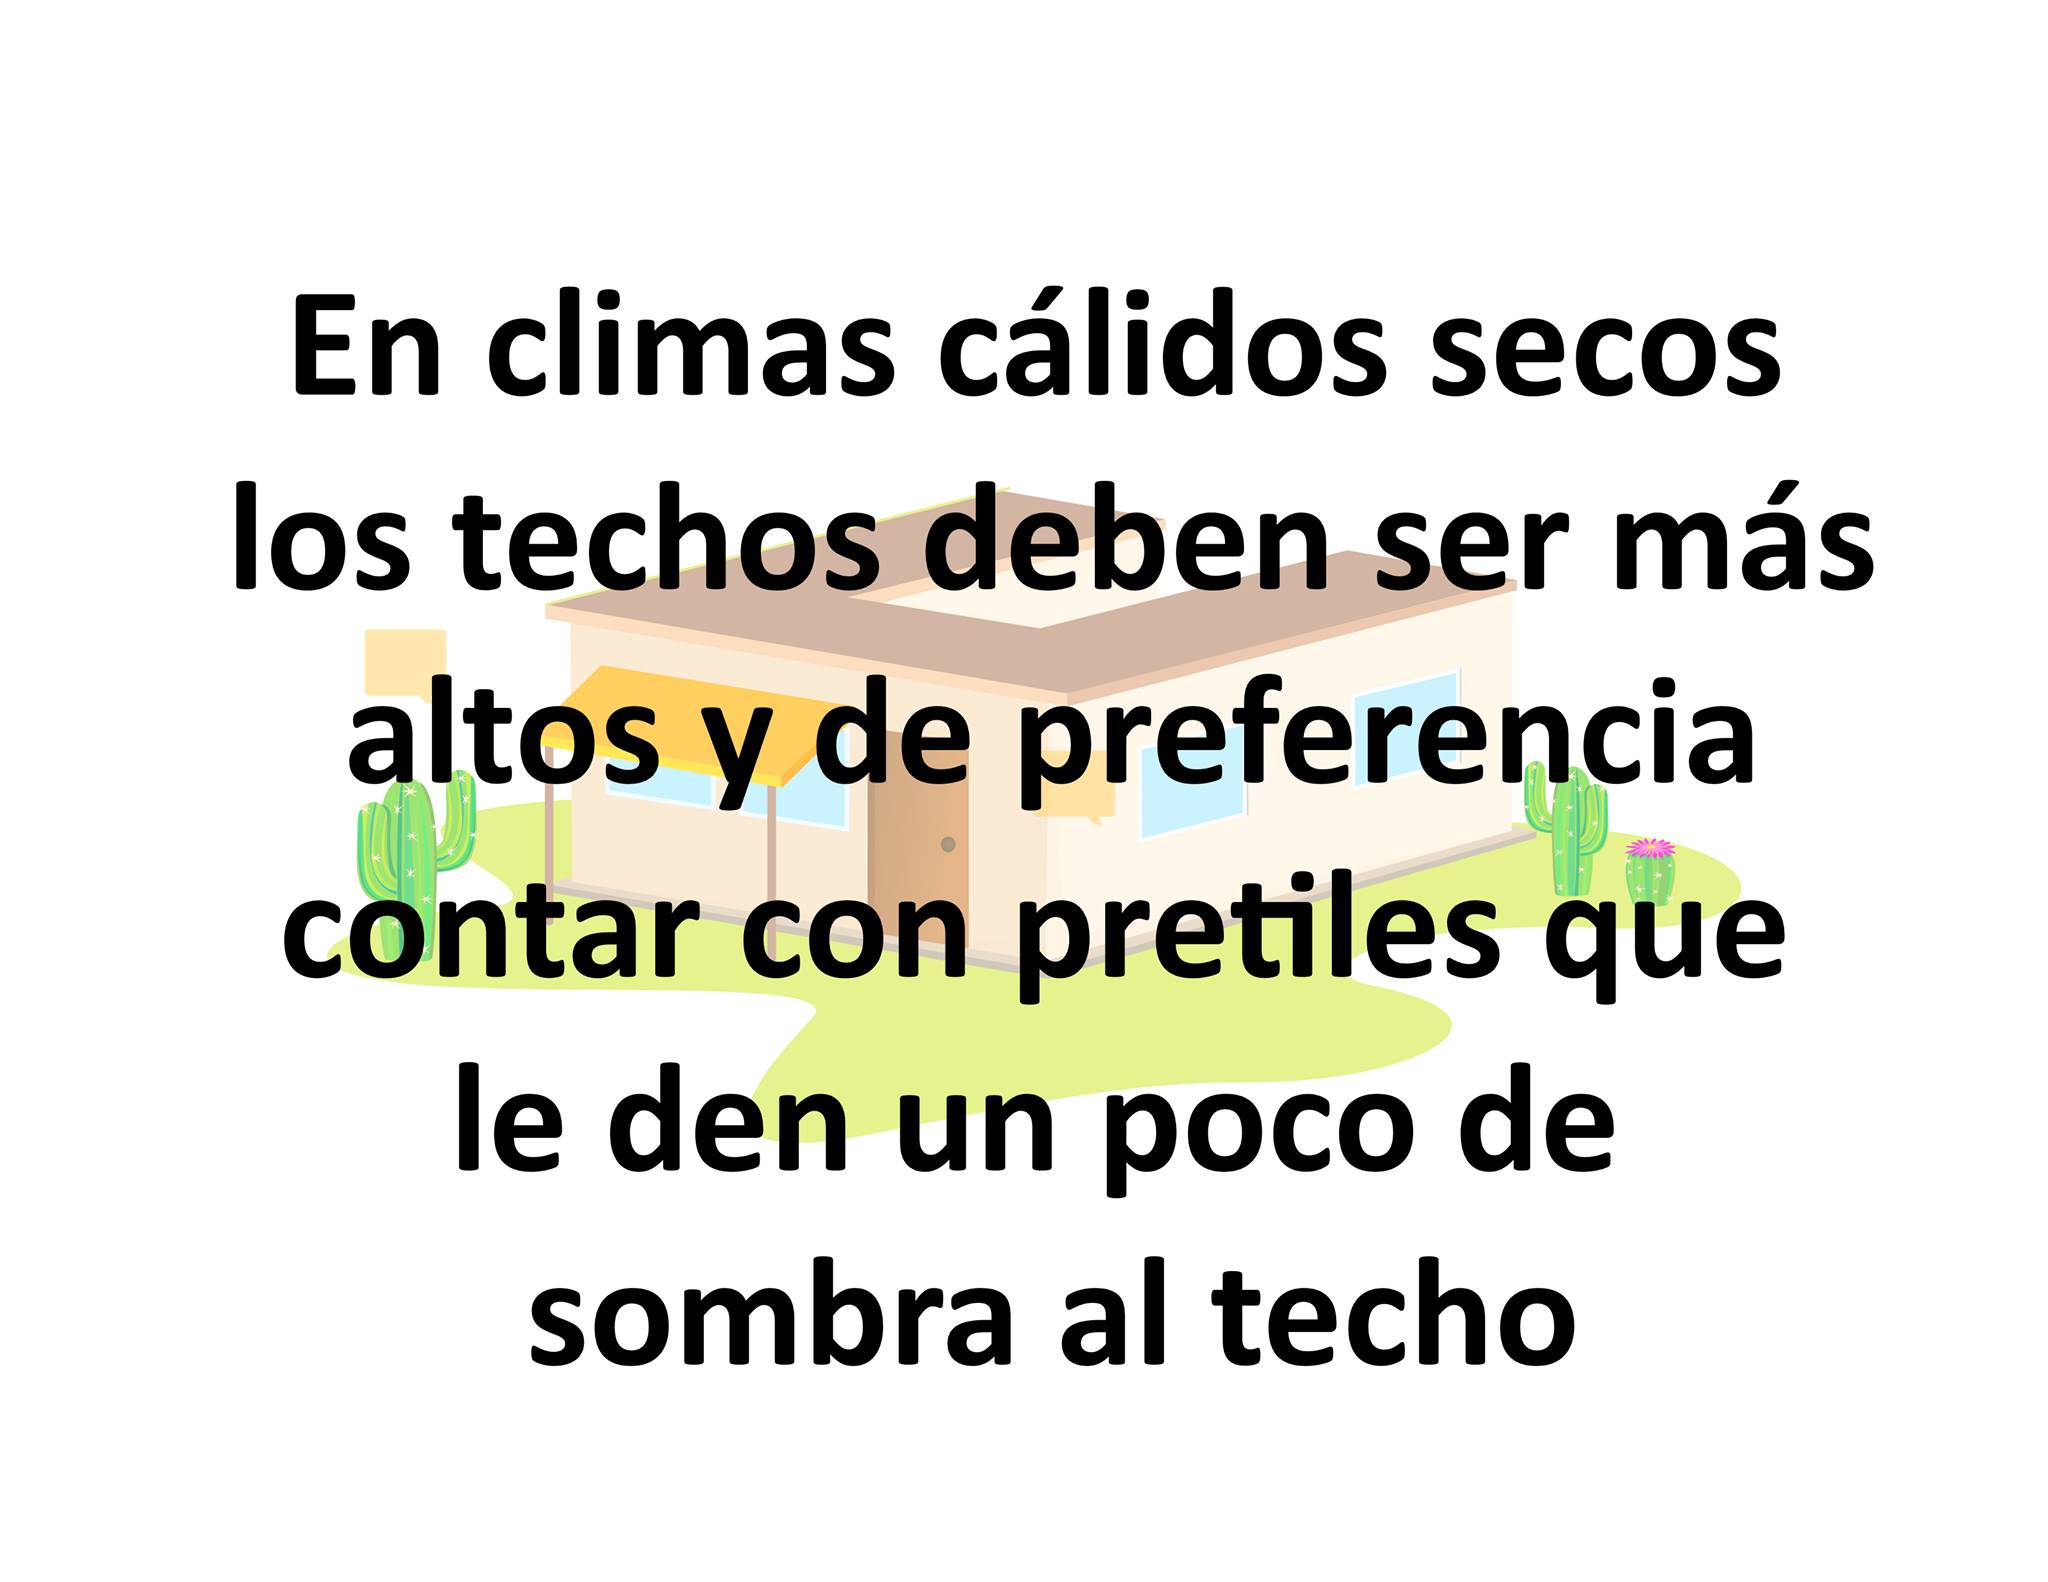 En climas cálidos secos
los techos deben ser más
altos y de preferencia
contar con pretiles que
le den un poco de
sombra al techo